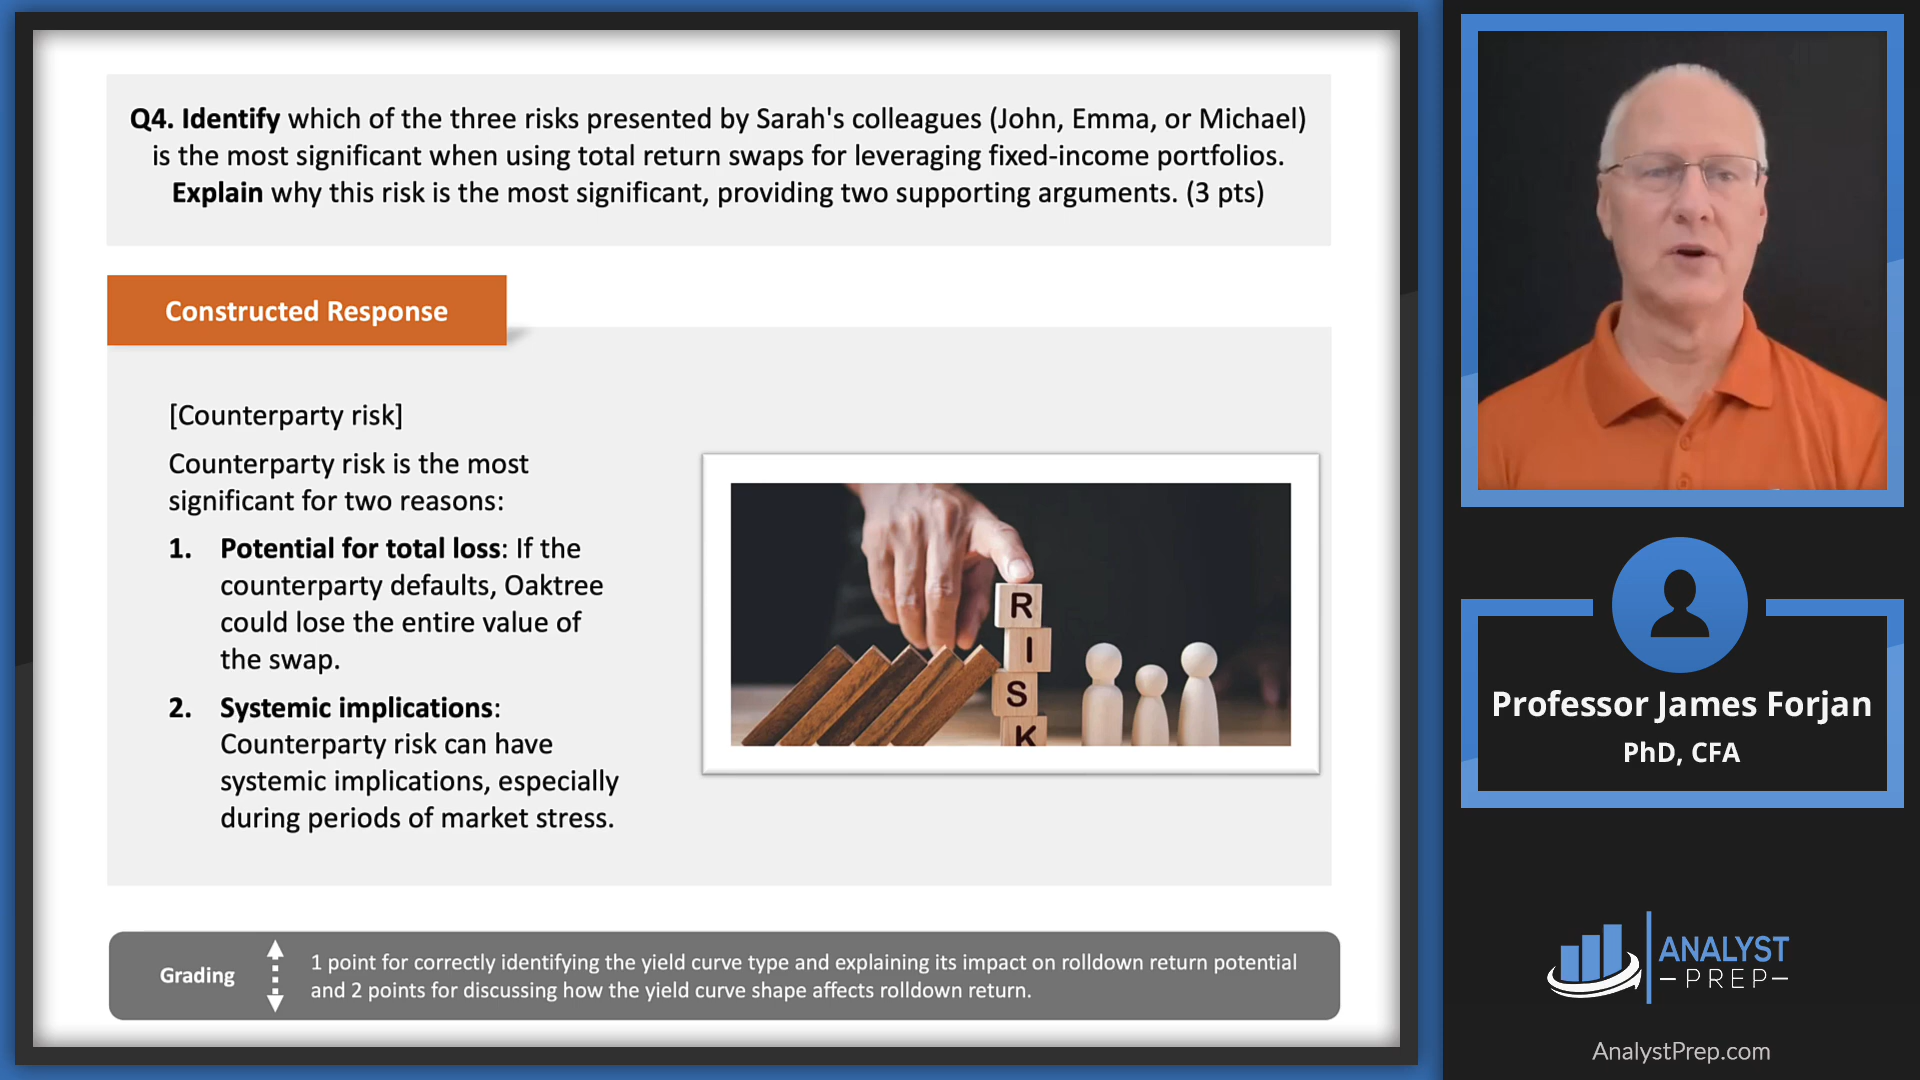 Q4. Identify which of the three risks presented by Sarah's colleagues (John, Emma, or Michael)
is the most significant when using total return swaps for leveraging fixed-income portfolios.
Explain why this risk is the most significant, providing two supporting arguments. (3 pts)
Constructed Response
[Counterparty risk]
Counterparty risk is the most
significant for two reasons:
1. Potential for total loss: If the
counterparty defaults, Oaktree
could lose the entire value of
the swap.
2. Systemic implications:
Counterparty risk can have
systemic implications, especially
during periods of market stress.
R
I
S
K
Grading
1 point for correctly identifying the yield curve type and explaining its impact on rolldown return potential
and 2 points for discussing how the yield curve shape affects rolldown return.
Professor James Forjan
PhD, CFA
ANALYST
PREP
AnalystPrep.com